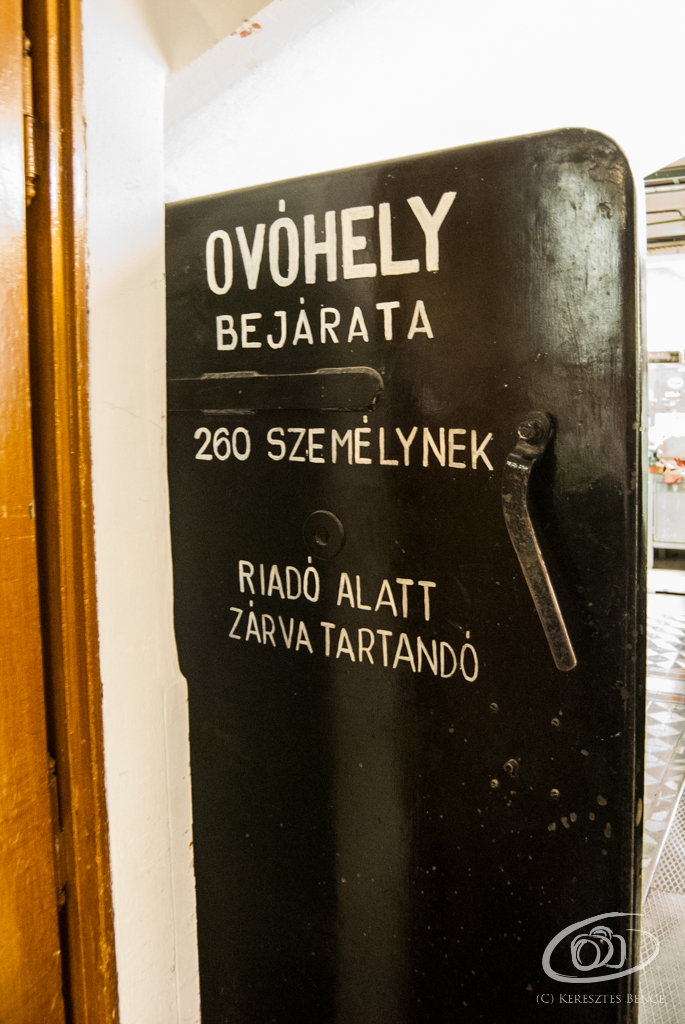 OVÓHELY
BEJÁRATA
260 SZEMÉLYNEK
RIADÓ ALATT
ZÁRVA TARTANDÓ
(C) KERESZTES BENCE